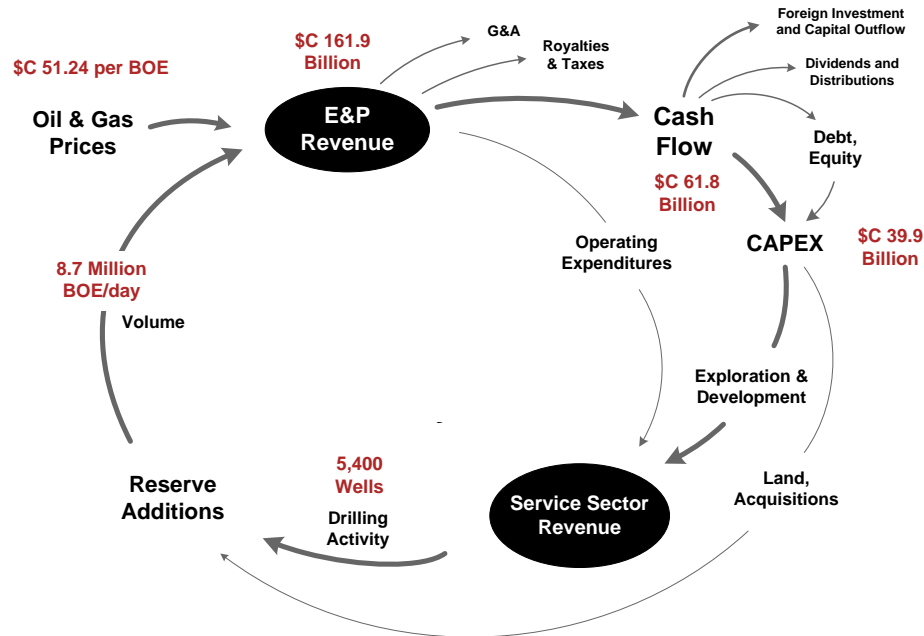 Foreign Investment
and Capital Outflow
G&A
$C 161.9
Billion
Royalties
& Taxes
$C 51.24 per BOE
Dividends and
Distributions
Oil & Gas
Prices
E&P
Revenue
Cash
Flow
Debt,
Equity
$C 61.8
Billion
Operating
Expenditures
CAPEX
$C 39.9
Billion
8.7 Million
BOE/day
Volume
Exploration &
Development
5,400
Wells
Reserve
Additions
Drilling
Activity
Service Sector
Revenue
Land,
Acquisitions